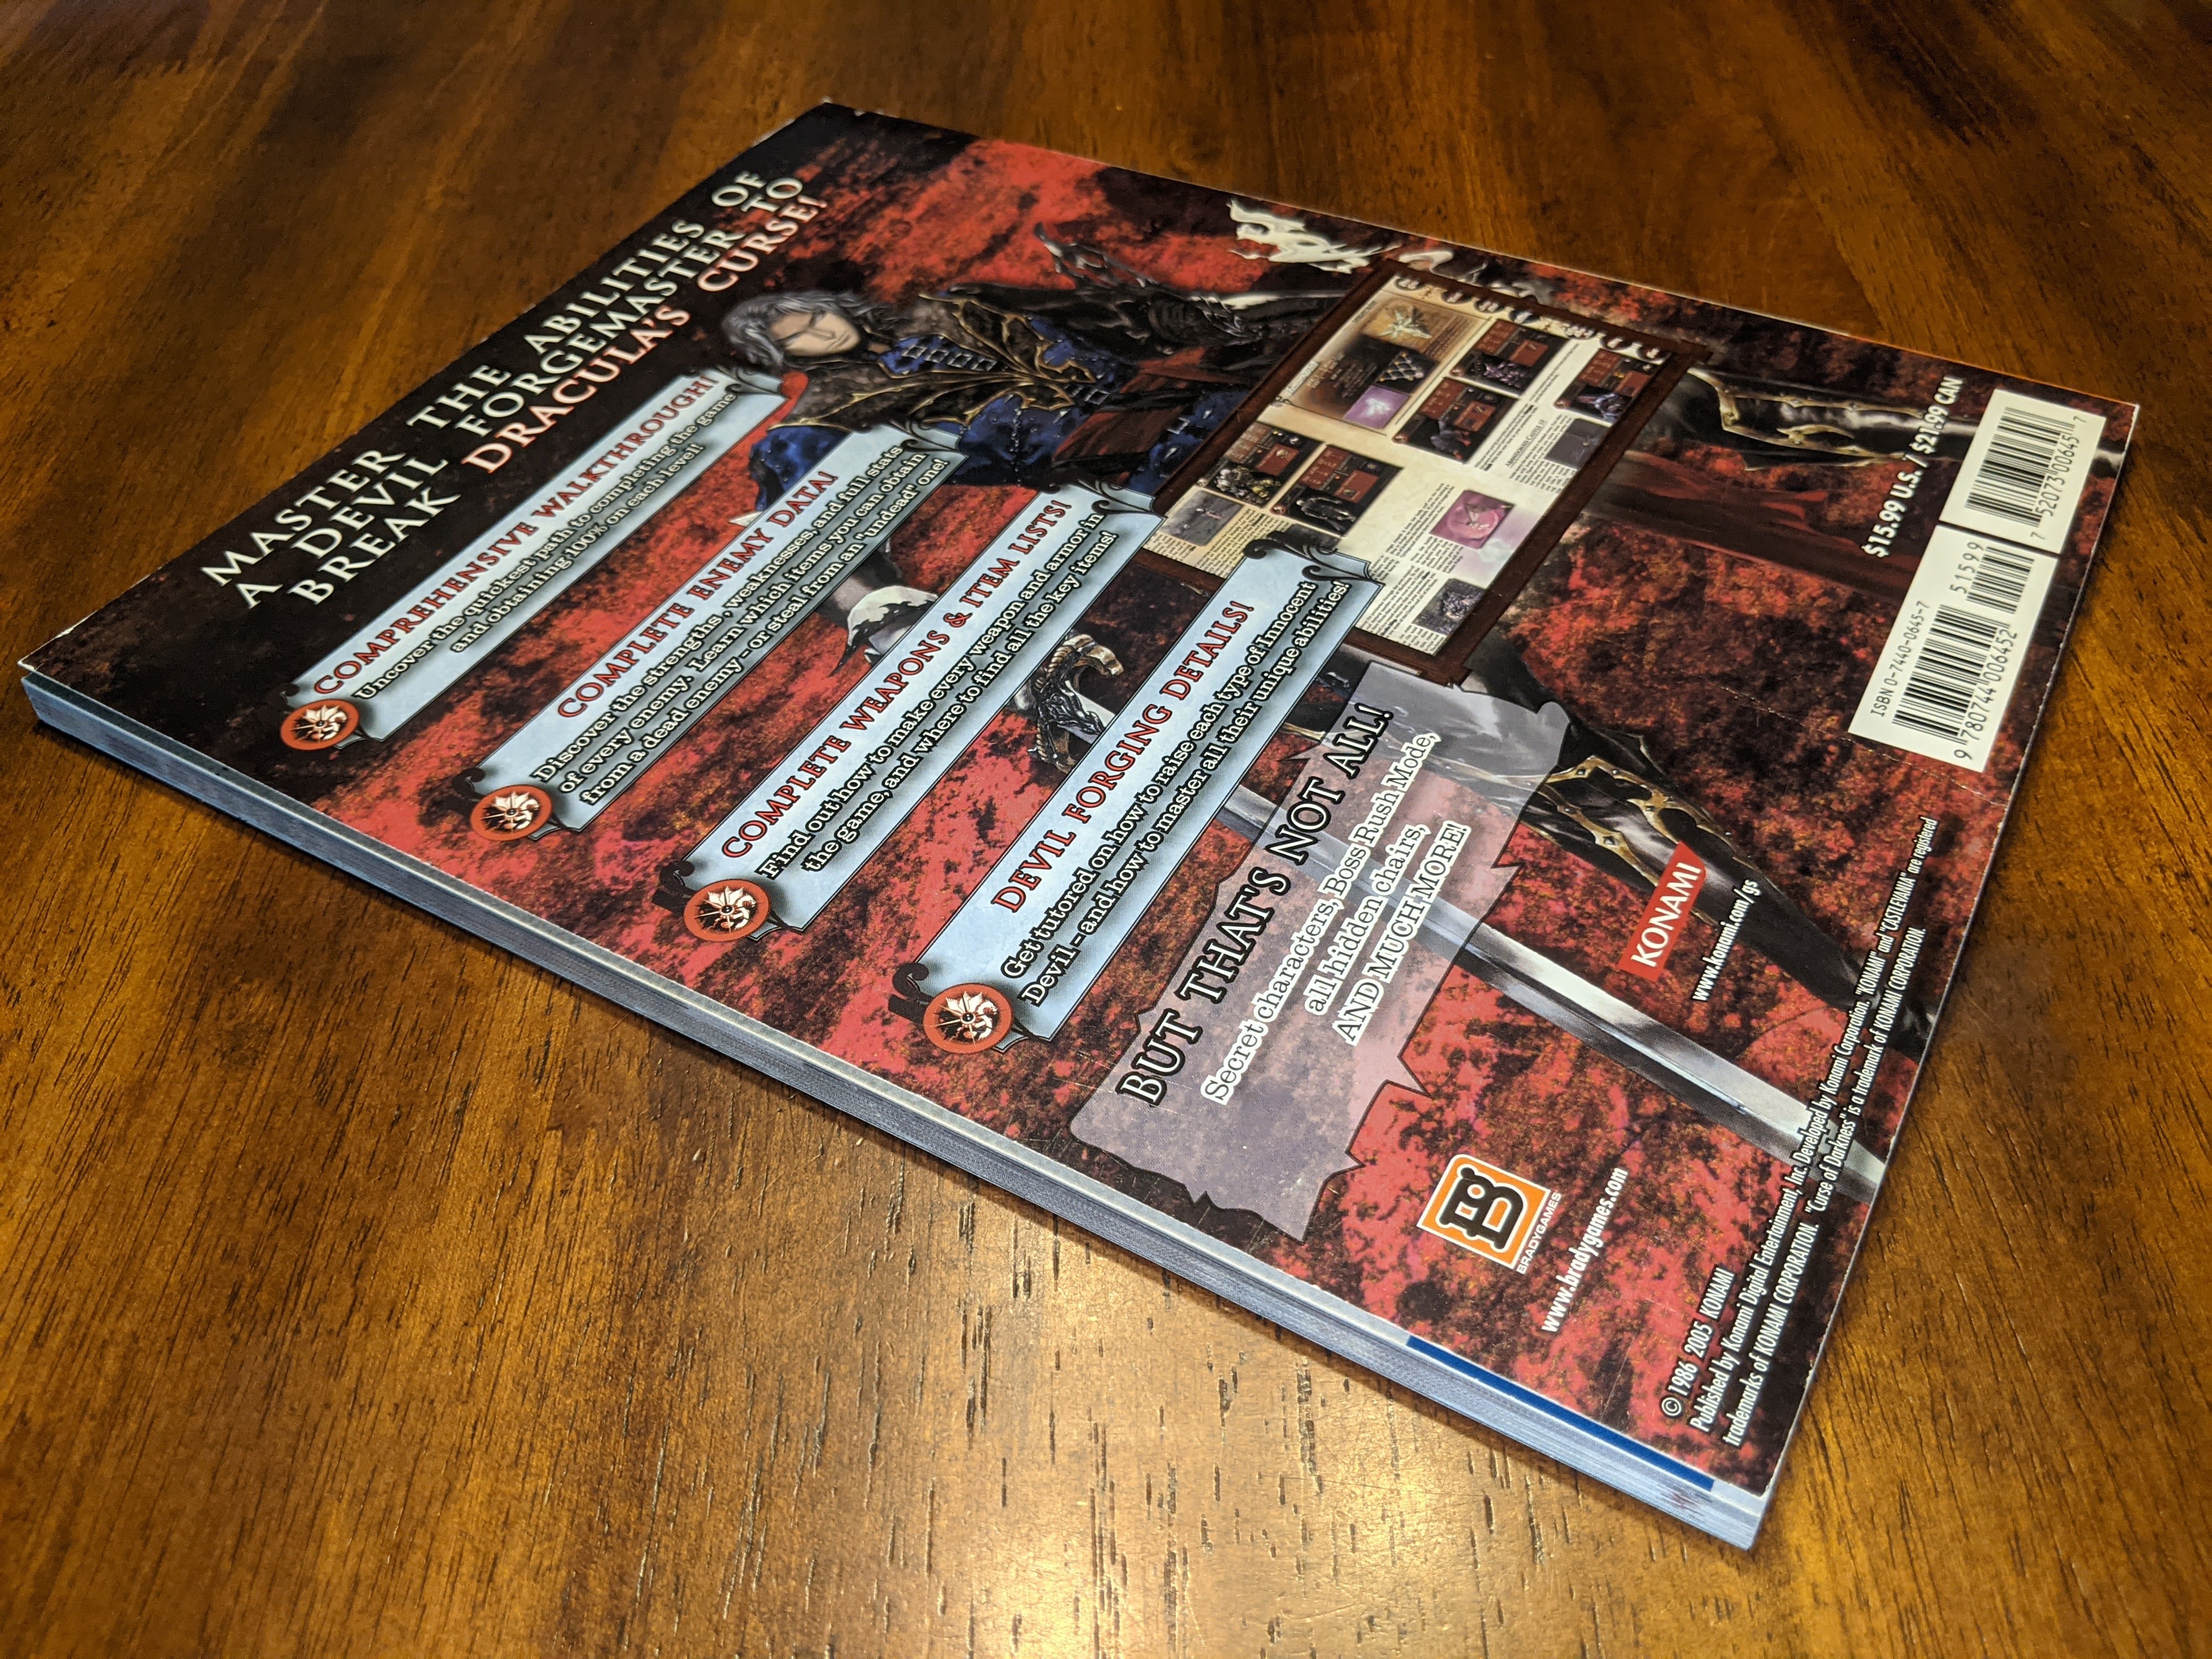 MASTER THE ABILITIES OF
A DEVIL FORGEMASTER TO
BREAK DRACULA'S CURSE!
COMPREHENSIVE WALKTHROUGH!
Uncover the quickest path to completing the game
and obtaining 100% on each level!
COMPLETE ENEMY DATA!
Discover the strengths, weaknesses, and full stats
of every enemy. Learn which items you can obtain
from a dead enemy - or steal from an "undead" one!
COMPLETE WEAPONS & ITEM LISTS!
Find out how to make every weapon and armor in
the game, and where to find all the key items!
DEVIL FORGING DETAILS!
Get tutored on how to raise each type of Innocent
Devil - and how to master all their unique abilities!
BUT THAT'S NOT ALL!
Secret characters, Boss Rush Mode,
all hidden chairs,
AND MUCH MORE!
BRADYGAMES
www.bradygames.com
KONAMI
www.konami.com/gs
$15.99 U.S. / $21.99 CAN
7 52073 00645 7
ISBN 0-7440-0645-7
51599
9 780744 006452
© 1986 2005 KONAMI
Published by Konami Digital Entertainment, Inc. Developed by Konami Corporation. "KONAMI" and "CASTLEVANIA" are registered
trademarks of KONAMI CORPORATION. "Curse of Darkness" is a trademark of KONAMI CORPORATION.